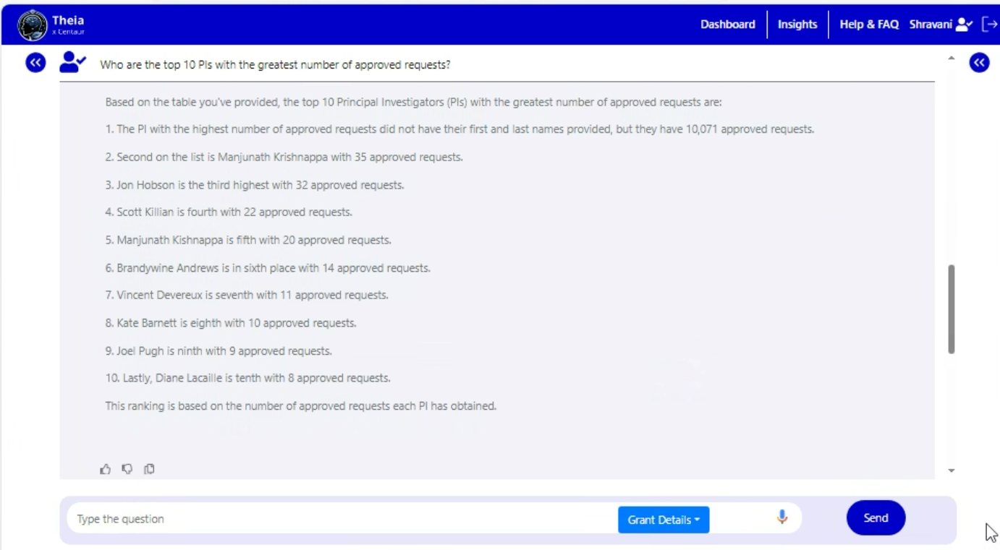 Theia
x Centaur
Dashboard
Insights
Help & FAQ
Shravani
Who are the top 10 PIs with the greatest number of approved requests?
Based on the table you've provided, the top 10 Principal Investigators (PIs) with the greatest number of approved requests are:
1. The PI with the highest number of approved requests did not have their first and last names provided, but they have 10,071 approved requests.
2. Second on the list is Manjunath Krishnappa with 35 approved requests.
3. Jon Hobson is the third highest with 32 approved requests.
4. Scott Killian is fourth with 22 approved requests.
5. Manjunath Kishnappa is fifth with 20 approved requests.
6. Brandywine Andrews is in sixth place with 14 approved requests.
7. Vincent Devereux is seventh with 11 approved requests.
8. Kate Barnett is eighth with 10 approved requests.
9. Joel Pugh is ninth with 9 approved requests.
10. Lastly, Diane Lacaille is tenth with 8 approved requests.
This ranking is based on the number of approved requests each PI has obtained.
Type the question
Grant Details
Send